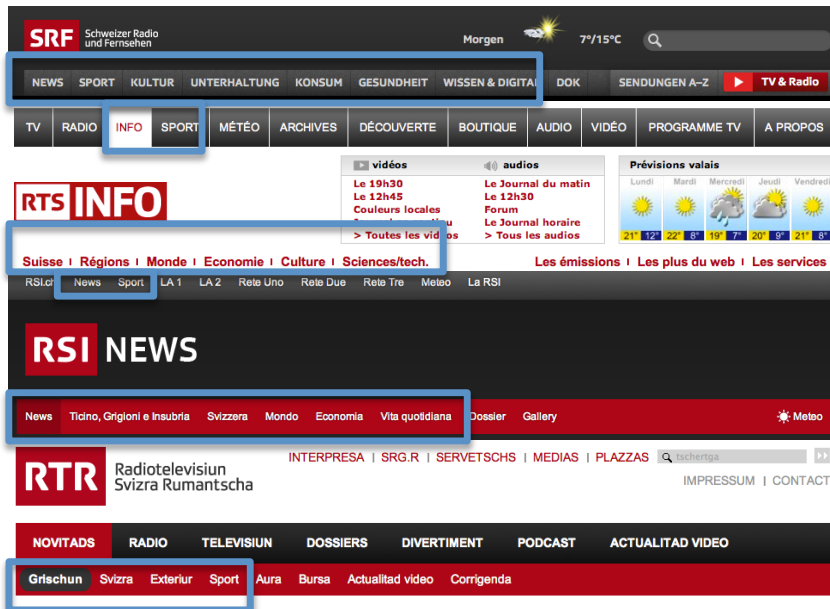 SRF Schweizer Radio
und Fernsehen
Morgen 7°/15°C
NEWS SPORT KULTUR UNTERHALTUNG KONSUM GESUNDHEIT WISSEN & DIGITAL DOK SENDUNGEN A–Z TV & Radio
TV RADIO INFO SPORT MÉTÉO ARCHIVES DÉCOUVERTE BOUTIQUE AUDIO VIDÉO PROGRAMME TV A PROPOS
vidéos audios Prévisions valais
Lundi Mardi Mercredi Jeudi Vendredi
Le 19h30 Le Journal du matin
Le 12h45 Le 12h30
Couleurs locales Forum
Le Journal horaire
> Toutes les vidéos > Tous les audios
21° 12° 22° 8° 19° 7° 20° 9° 21° 8°
RTS INFO
Suisse Régions Monde Economie Culture Sciences/tech. Les émissions Les plus du web Les services
RSI.ch News Sport LA 1 LA 2 Rete Uno Rete Due Rete Tre Meteo La RSI
RSI NEWS
News Ticino, Grigioni e Insubria Svizzera Mondo Economia Vita quotidiana Dossier Gallery Meteo
INTERPRESA | SRG.R | SERVETSCHS | MEDIAS | PLAZZAS tschertga
RTR Radiotelevisiun
Svizra Rumantscha
IMPRESSUM | CONTACT
NOVITADS RADIO TELEVISIUN DOSSIERS DIVERTIMENT PODCAST ACTUALITAD VIDEO
Grischun Svizra Exteriur Sport Aura Bursa Actualitad video Corrigenda